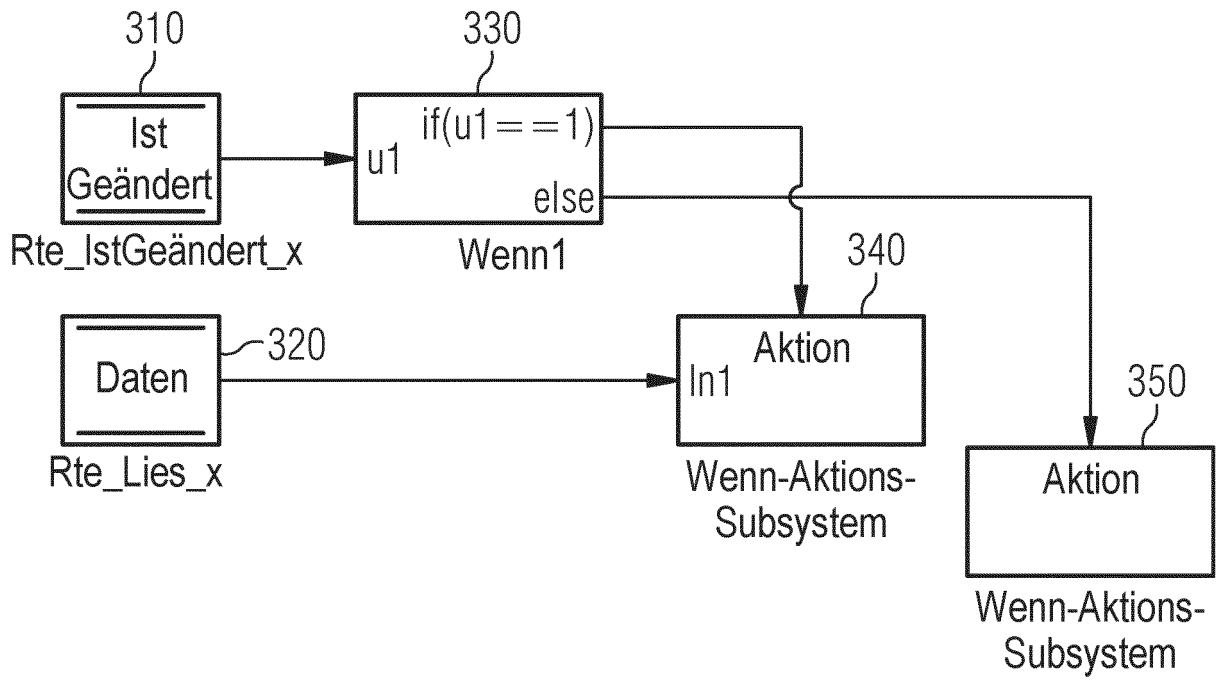 310
330
Ist
Geändert
u1
if(u1==1)
else
Rte_IstGeändert_x
Wenn1
320
Daten
Rte_Lies_x
340
Aktion
In1
Wenn-Aktions-
Subsystem
350
Aktion
Wenn-Aktions-
Subsystem